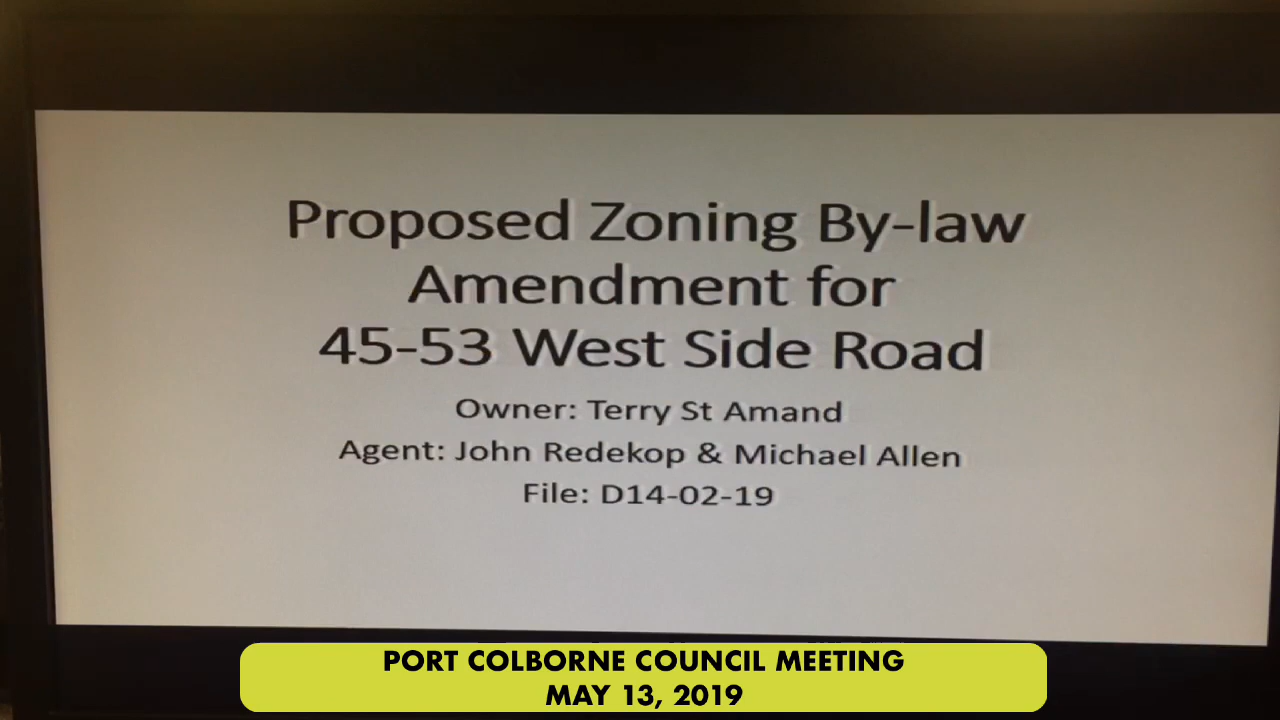 Proposed Zoning By-law
Amendment for
45-53 West Side Road
Owner: Terry St Amand
Agent: John Redekop & Michael Allen
File: D14-02-19
PORT COLBORNE COUNCIL MEETING
MAY 13, 2019